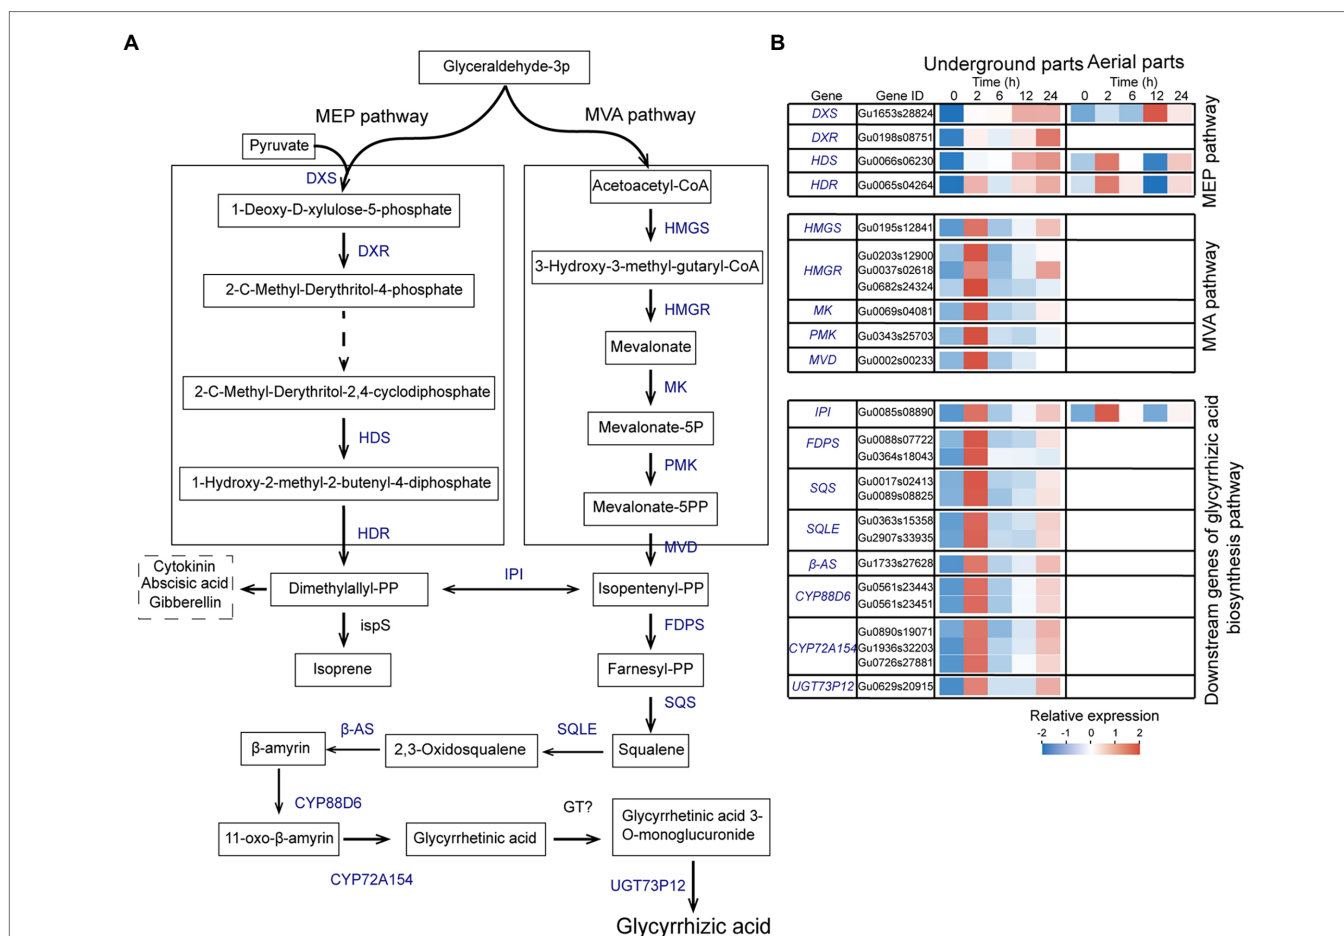 A
Glyceraldehyde-3p
MEP pathway
MVA pathway
Pyruvate
DXS
1-Deoxy-D-xylulose-5-phosphate
DXR
2-C-Methyl-Derythritol-4-phosphate
2-C-Methyl-Derythritol-2,4-cyclodiphosphate
HDS
1-Hydroxy-2-methyl-2-butenyl-4-diphosphate
HDR
Acetoacetyl-CoA
HMGS
3-Hydroxy-3-methyl-gutaryl-CoA
HMGR
Mevalonate
MK
Mevalonate-5P
PMK
Mevalonate-5PP
MVD
Cytokinin
Abscisic acid
Gibberellin
Dimethylallyl-PP
IPI
Isopentenyl-PP
ispS
FDPS
Isoprene
Farnesyl-PP
SQS
β-amyrin
β-AS
2,3-Oxidosqualene
SQLE
Squalene
CYP88D6
11-oxo-β-amyrin
CYP72A154
Glycyrrhetinic acid
GT?
Glycyrrhetinic acid 3-
O-monoglucuronide
UGT73P12
Glycyrrhizic acid
B
Underground parts Aerial parts
Time (h) Time (h)
Gene Gene ID 0 2 6 12 24 0 2 6 12 24
DXS Gu1653s28824
DXR Gu0198s08751
HDS Gu0066s06230
HDR Gu0065s04264
MEP pathway
HMGS Gu0195s12841
HMGR Gu0203s12900
Gu0037s02618
Gu0682s24324
MK Gu0069s04081
PMK Gu0343s25703
MVD Gu0002s00233
MVA pathway
IPI Gu0085s08890
FDPS Gu0088s07722
Gu0364s18043
SQS Gu0017s02413
Gu0089s08825
SQLE Gu0363s15358
Gu2907s33935
β-AS Gu1733s27628
CYP88D6 Gu0561s23443
Gu0561s23451
CYP72A154 Gu0890s19071
Gu1936s32203
Gu0726s27881
UGT73P12 Gu0629s20915
Downstream genes of glycyrrhizic acid
biosynthesis pathway
Relative expression
-2 -1 0 1 2